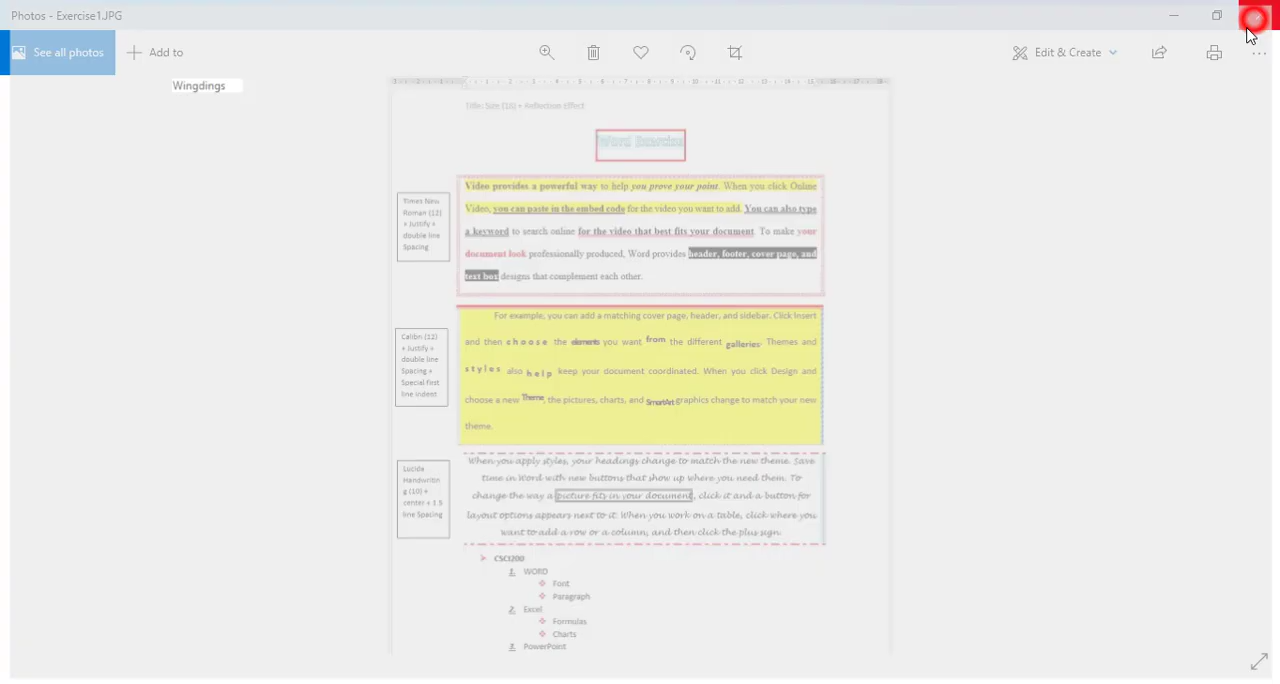 Photos - Exercise1.JPG
See all photos
Add to
Edit & Create
Wingdings
Title: Size (18) + Reflection Effect
Word Exercise
Times New
Roman (12)
+ Justify +
double line
Spacing
Video provides a powerful way to help you prove your point. When you click Online
Video, you can paste in the embed code for the video you want to add. You can also type
a keyword to search online for the video that best fits your document. To make your
document look professionally produced, Word provides header, footer, cover page, and
text box designs that complement each other.
Calibri (12)
+ Justify +
double line
Spacing +
Special first
line indent
For example, you can add a matching cover page, header, and sidebar. Click Insert
and then choose the elements you want from the different galleries. Themes and
styles also help keep your document coordinated. When you click Design and
choose a new Theme, the pictures, charts, and SmartArt graphics change to match your new
theme.
Lucida
Handwritin
g (10) +
center + 1.5
line Spacing
When you apply styles, your headings change to match the new theme. Save
time in Word with new buttons that show up where you need them. To
change the way a picture fits in your document, click it and a button for
layout options appears next to it. When you work on a table, click where you
want to add a row or a column, and then click the plus sign.
CSCI200
1. WORD
Font
Paragraph
2. Excel
Formulas
Charts
3. PowerPoint